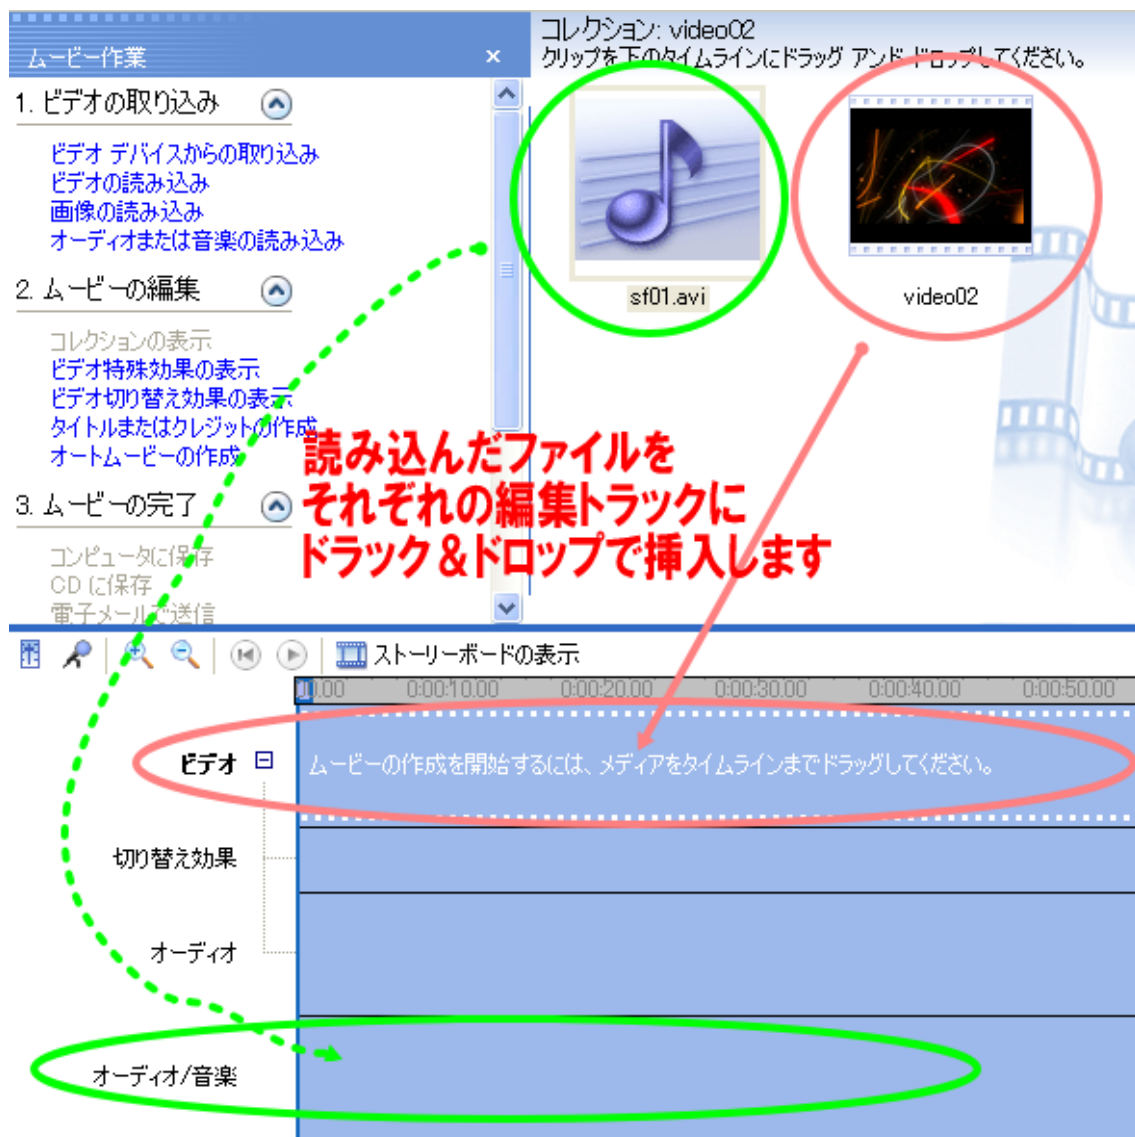 ムービー作業
×
コレクション: video02
クリップを下のタイムラインにドラッグ アンド ドロップしてください。
1. ビデオの取り込み
ビデオ デバイスからの取り込み
ビデオの読み込み
画像の読み込み
オーディオまたは音楽の読み込み
2. ムービーの編集
コレクションの表示
ビデオ特殊効果の表示
ビデオ切り替え効果の表示
タイトルまたはクレジットの作成
オートムービーの作成
3. ムービーの完了
コンピュータに保存
CD に保存
電子メールで送信
sf01.avi
video02
読み込んだファイルを
それぞれの編集トラックに
ドラック＆ドロップで挿入します
ストーリーボードの表示
0:00:10.00 0:00:20.00 0:00:30.00 0:00:40.00 0:00:50.00
ビデオ
ムービーの作成を開始するには、メディアをタイムラインまでドラッグしてください。
切り替え効果
オーディオ
オーディオ/音楽